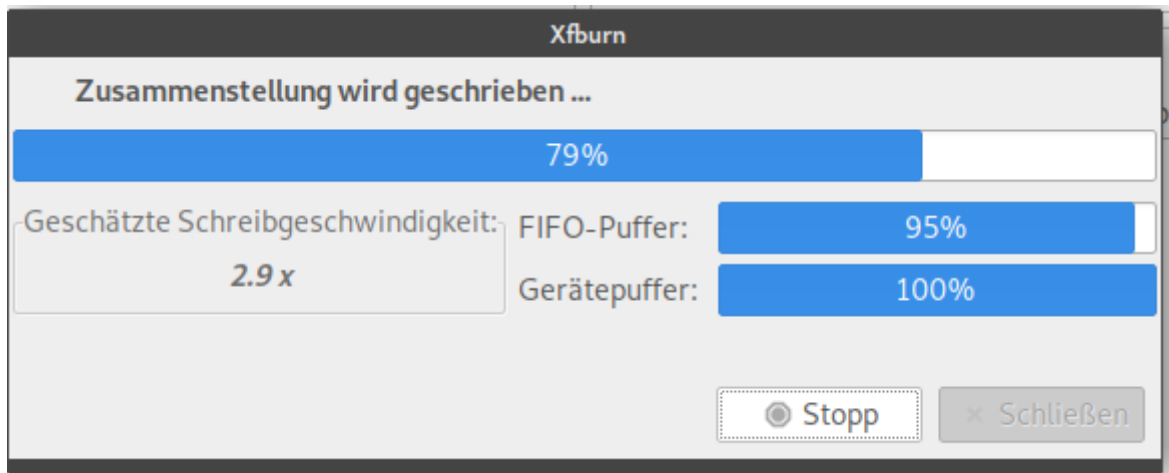 Xfburn
Zusammenstellung wird geschrieben ...
79%
Geschätzte Schreibgeschwindigkeit:
2.9 x
FIFO-Puffer:
95%
Gerätepuffer:
100%
Stopp
Schließen